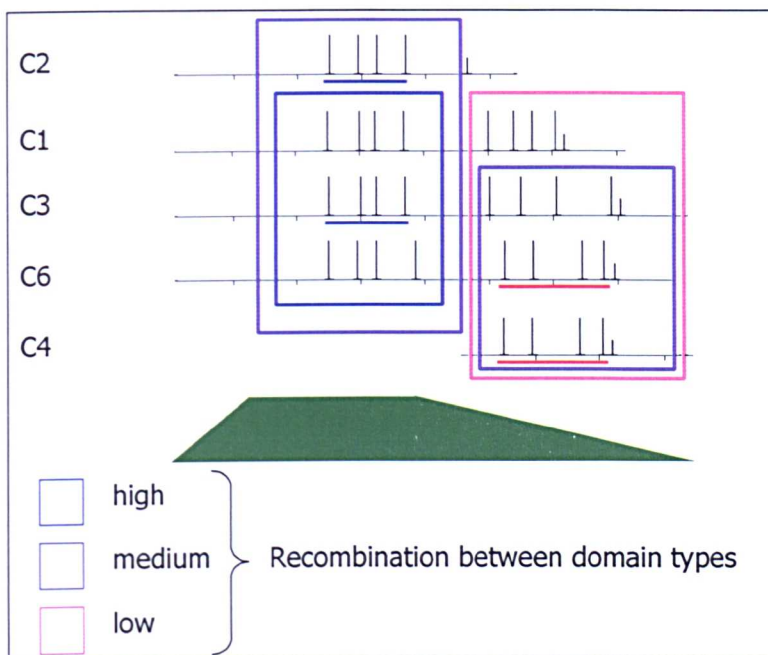 C2
C1
C3
C6
C4
high
medium
Recombination between domain types
low